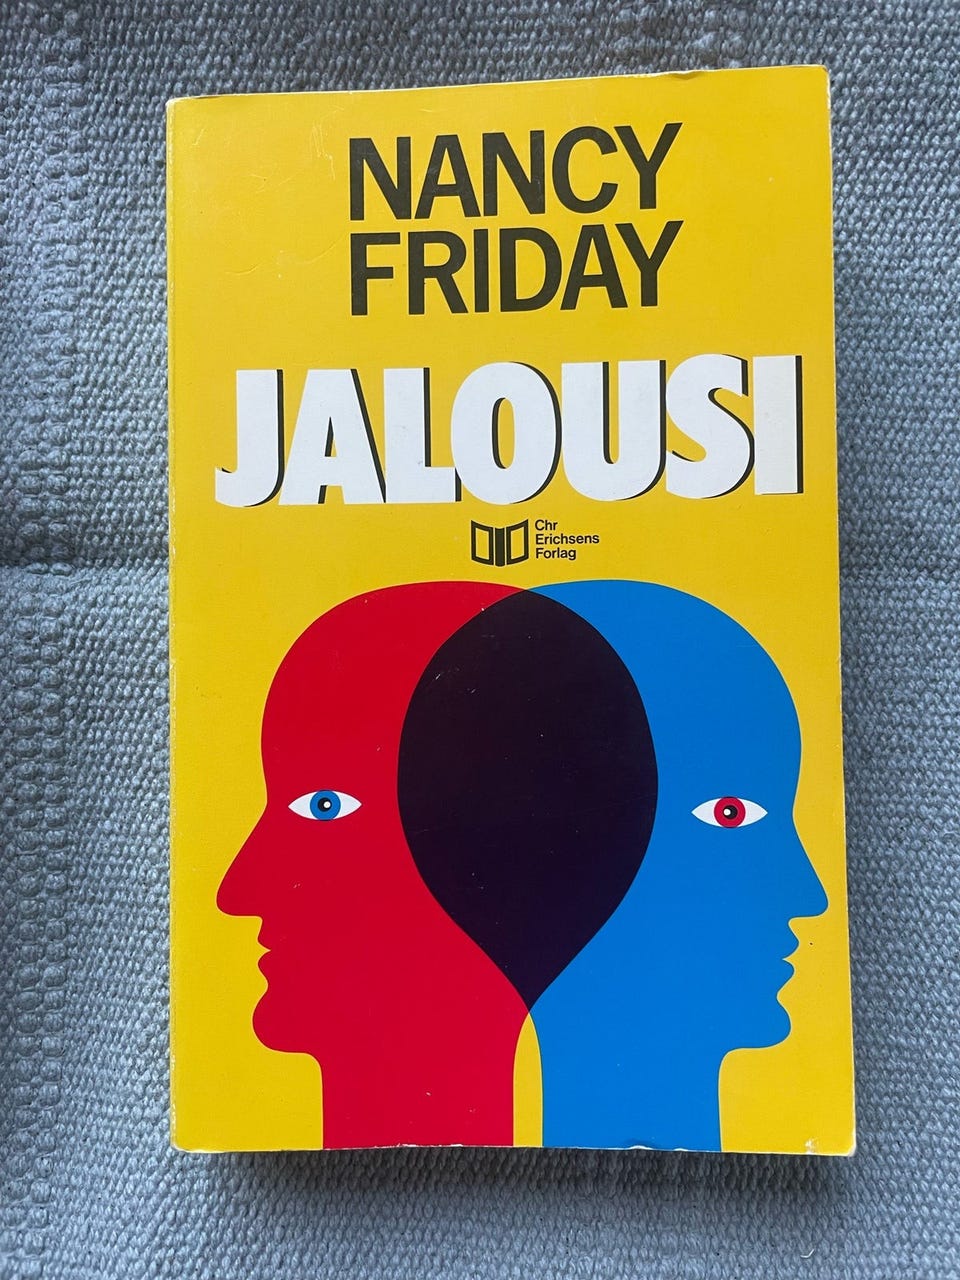 NANCY
FRIDAY
JALOUSI
Chr
Erichsens
Forlag